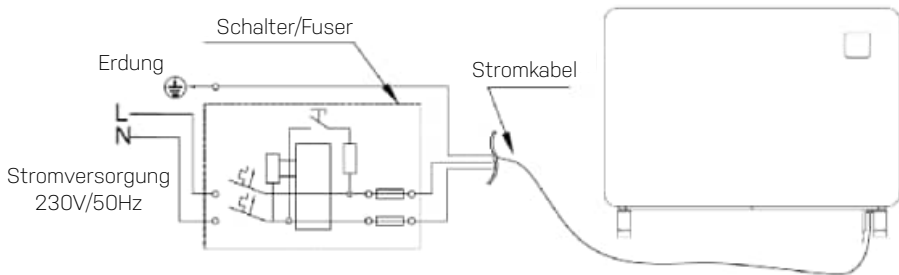 Schalter/Fuser
Erdung
Stromkabel
L
N
Stromversorgung
230V/50Hz